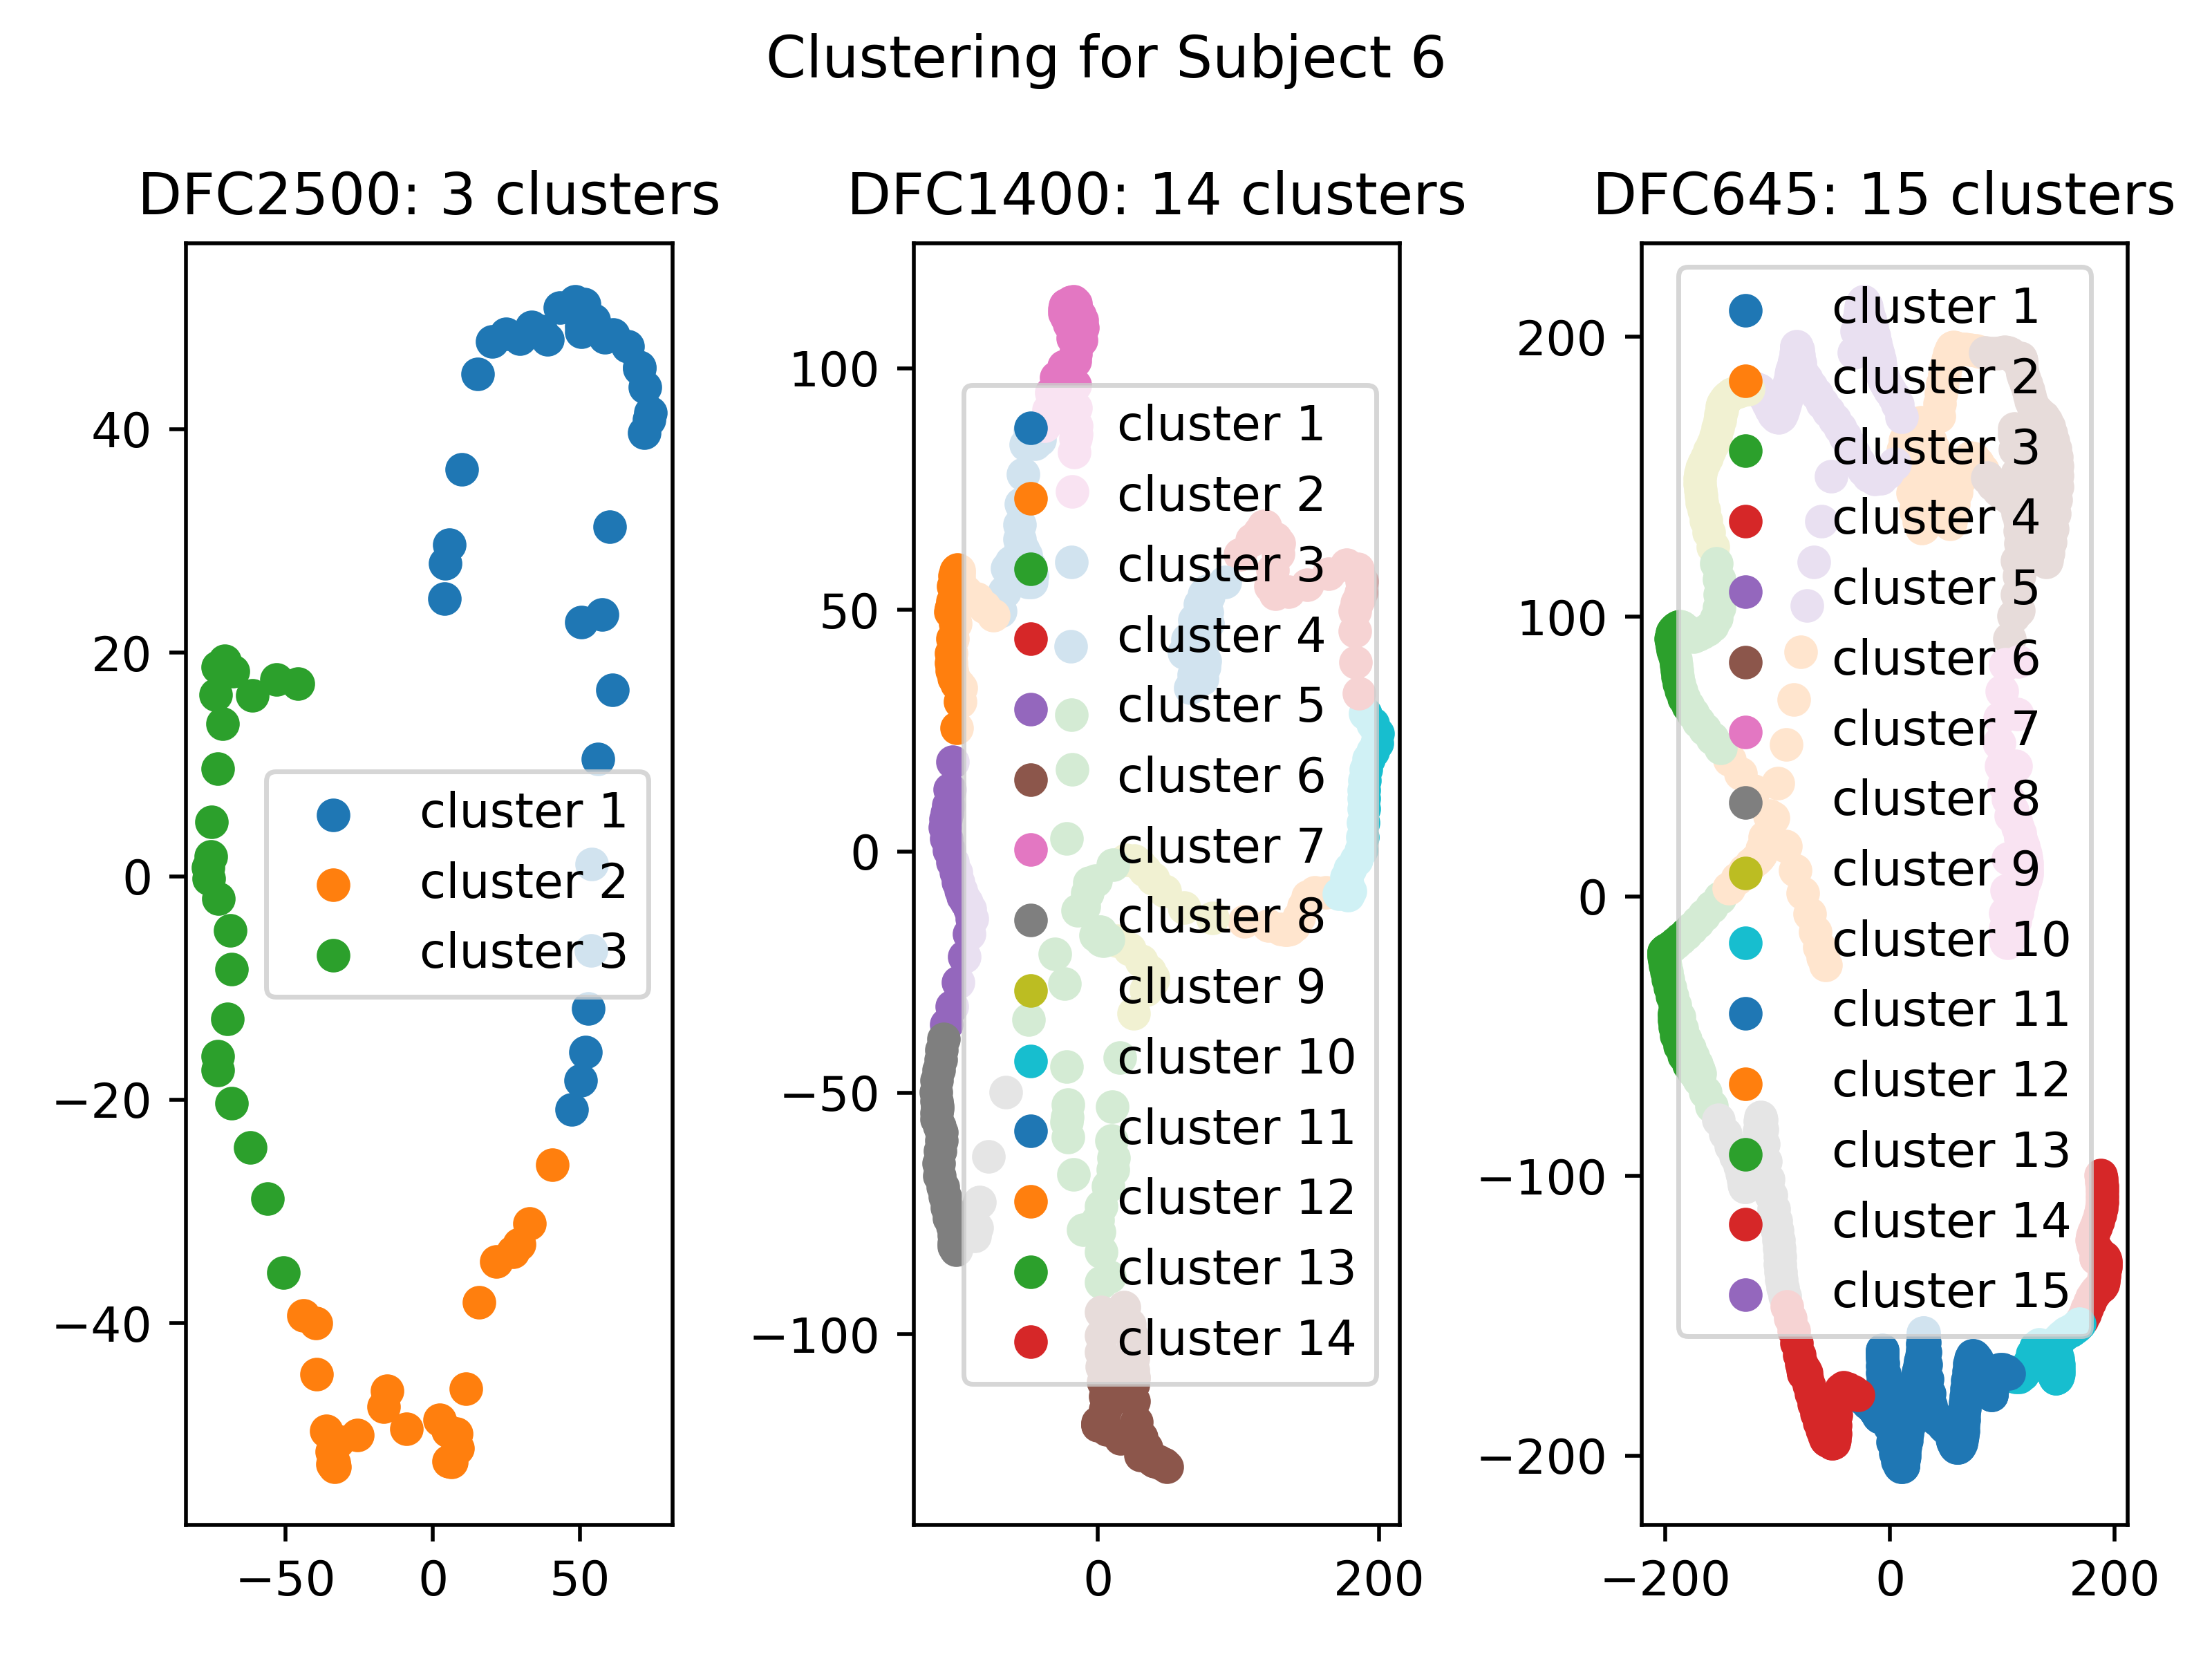 Clustering for Subject 6
DFC2500: 3 clusters
40
20
0
−20
−40
−50
0
50
cluster 1
cluster 2
cluster 3
DFC1400: 14 clusters
100
50
0
−50
−100
0
200
cluster 1
cluster 2
cluster 3
cluster 4
cluster 5
cluster 6
cluster 7
cluster 8
cluster 9
cluster 10
cluster 11
cluster 12
cluster 13
cluster 14
DFC645: 15 clusters
200
100
0
−100
−200
−200
0
200
cluster 1
cluster 2
cluster 3
cluster 4
cluster 5
cluster 6
cluster 7
cluster 8
cluster 9
cluster 10
cluster 11
cluster 12
cluster 13
cluster 14
cluster 15